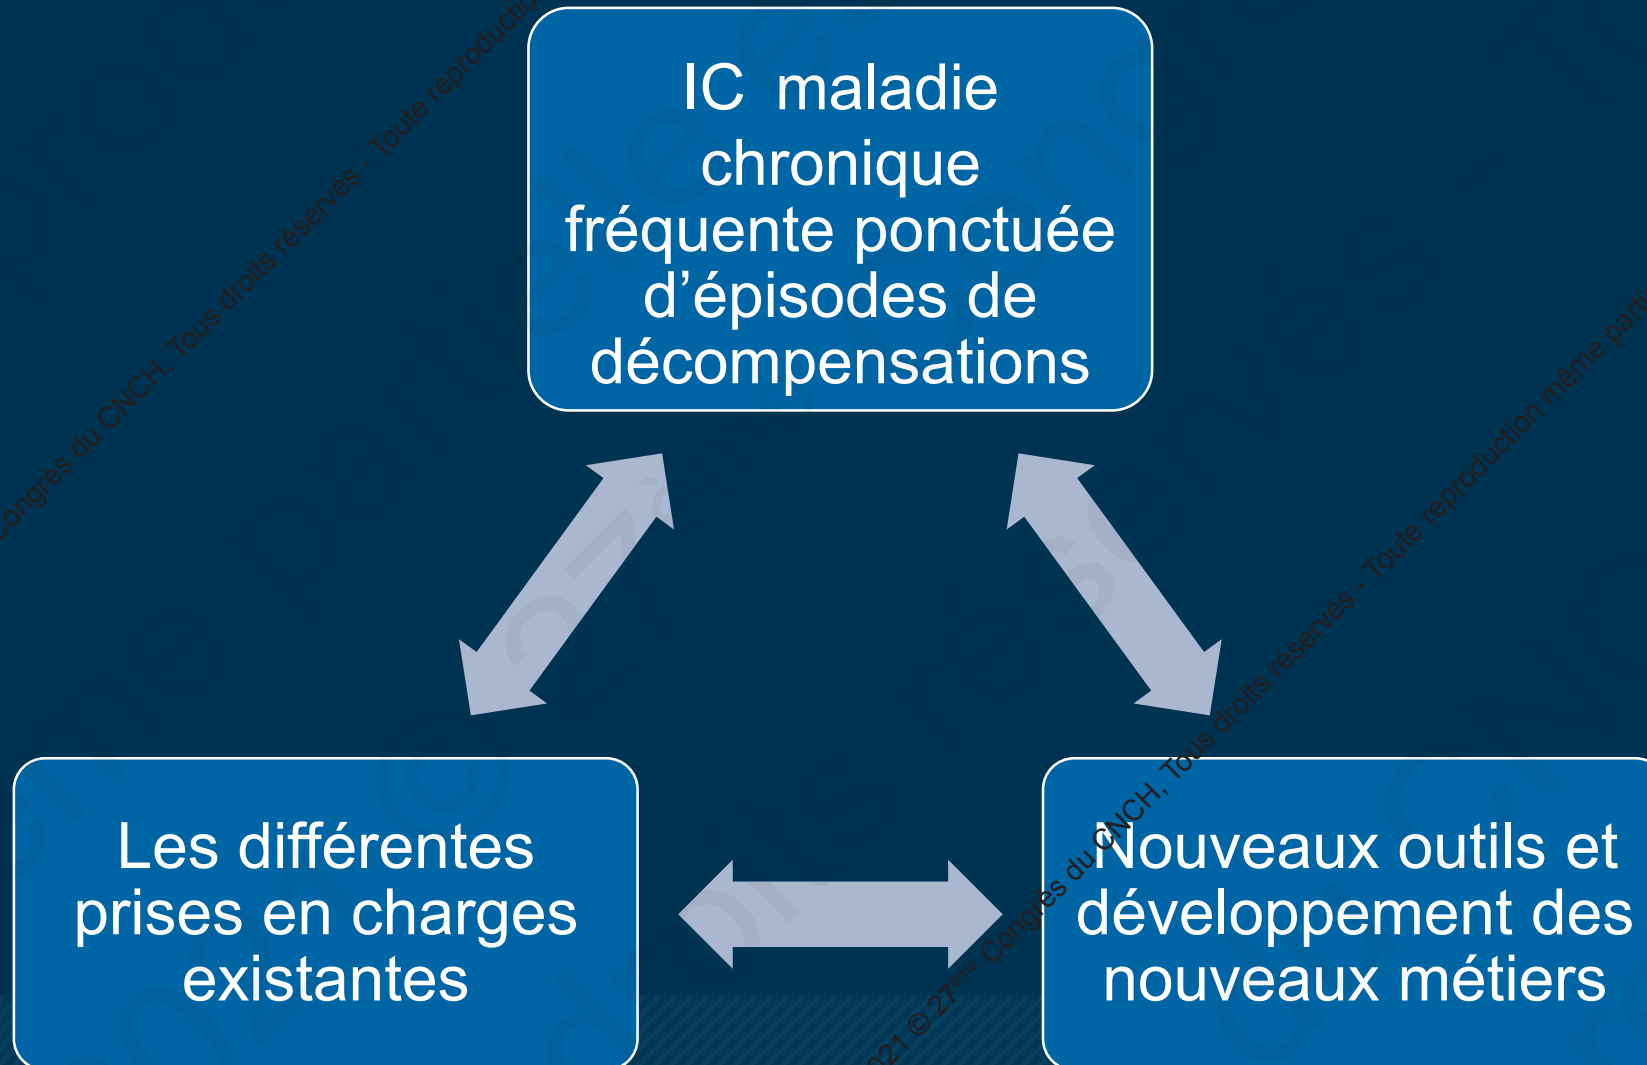 IC maladie
chronique
fréquente ponctuée
d’épisodes de
décompensations
Les différentes
prises en charges
existantes
Nouveaux outils et
développement des
nouveaux métiers
Congrès du CNCH, Tous droits réservés - Toute reproduction
2021 © 27ème Congrès du CNCH, Tous droits réservés - Toute reproduction même parti